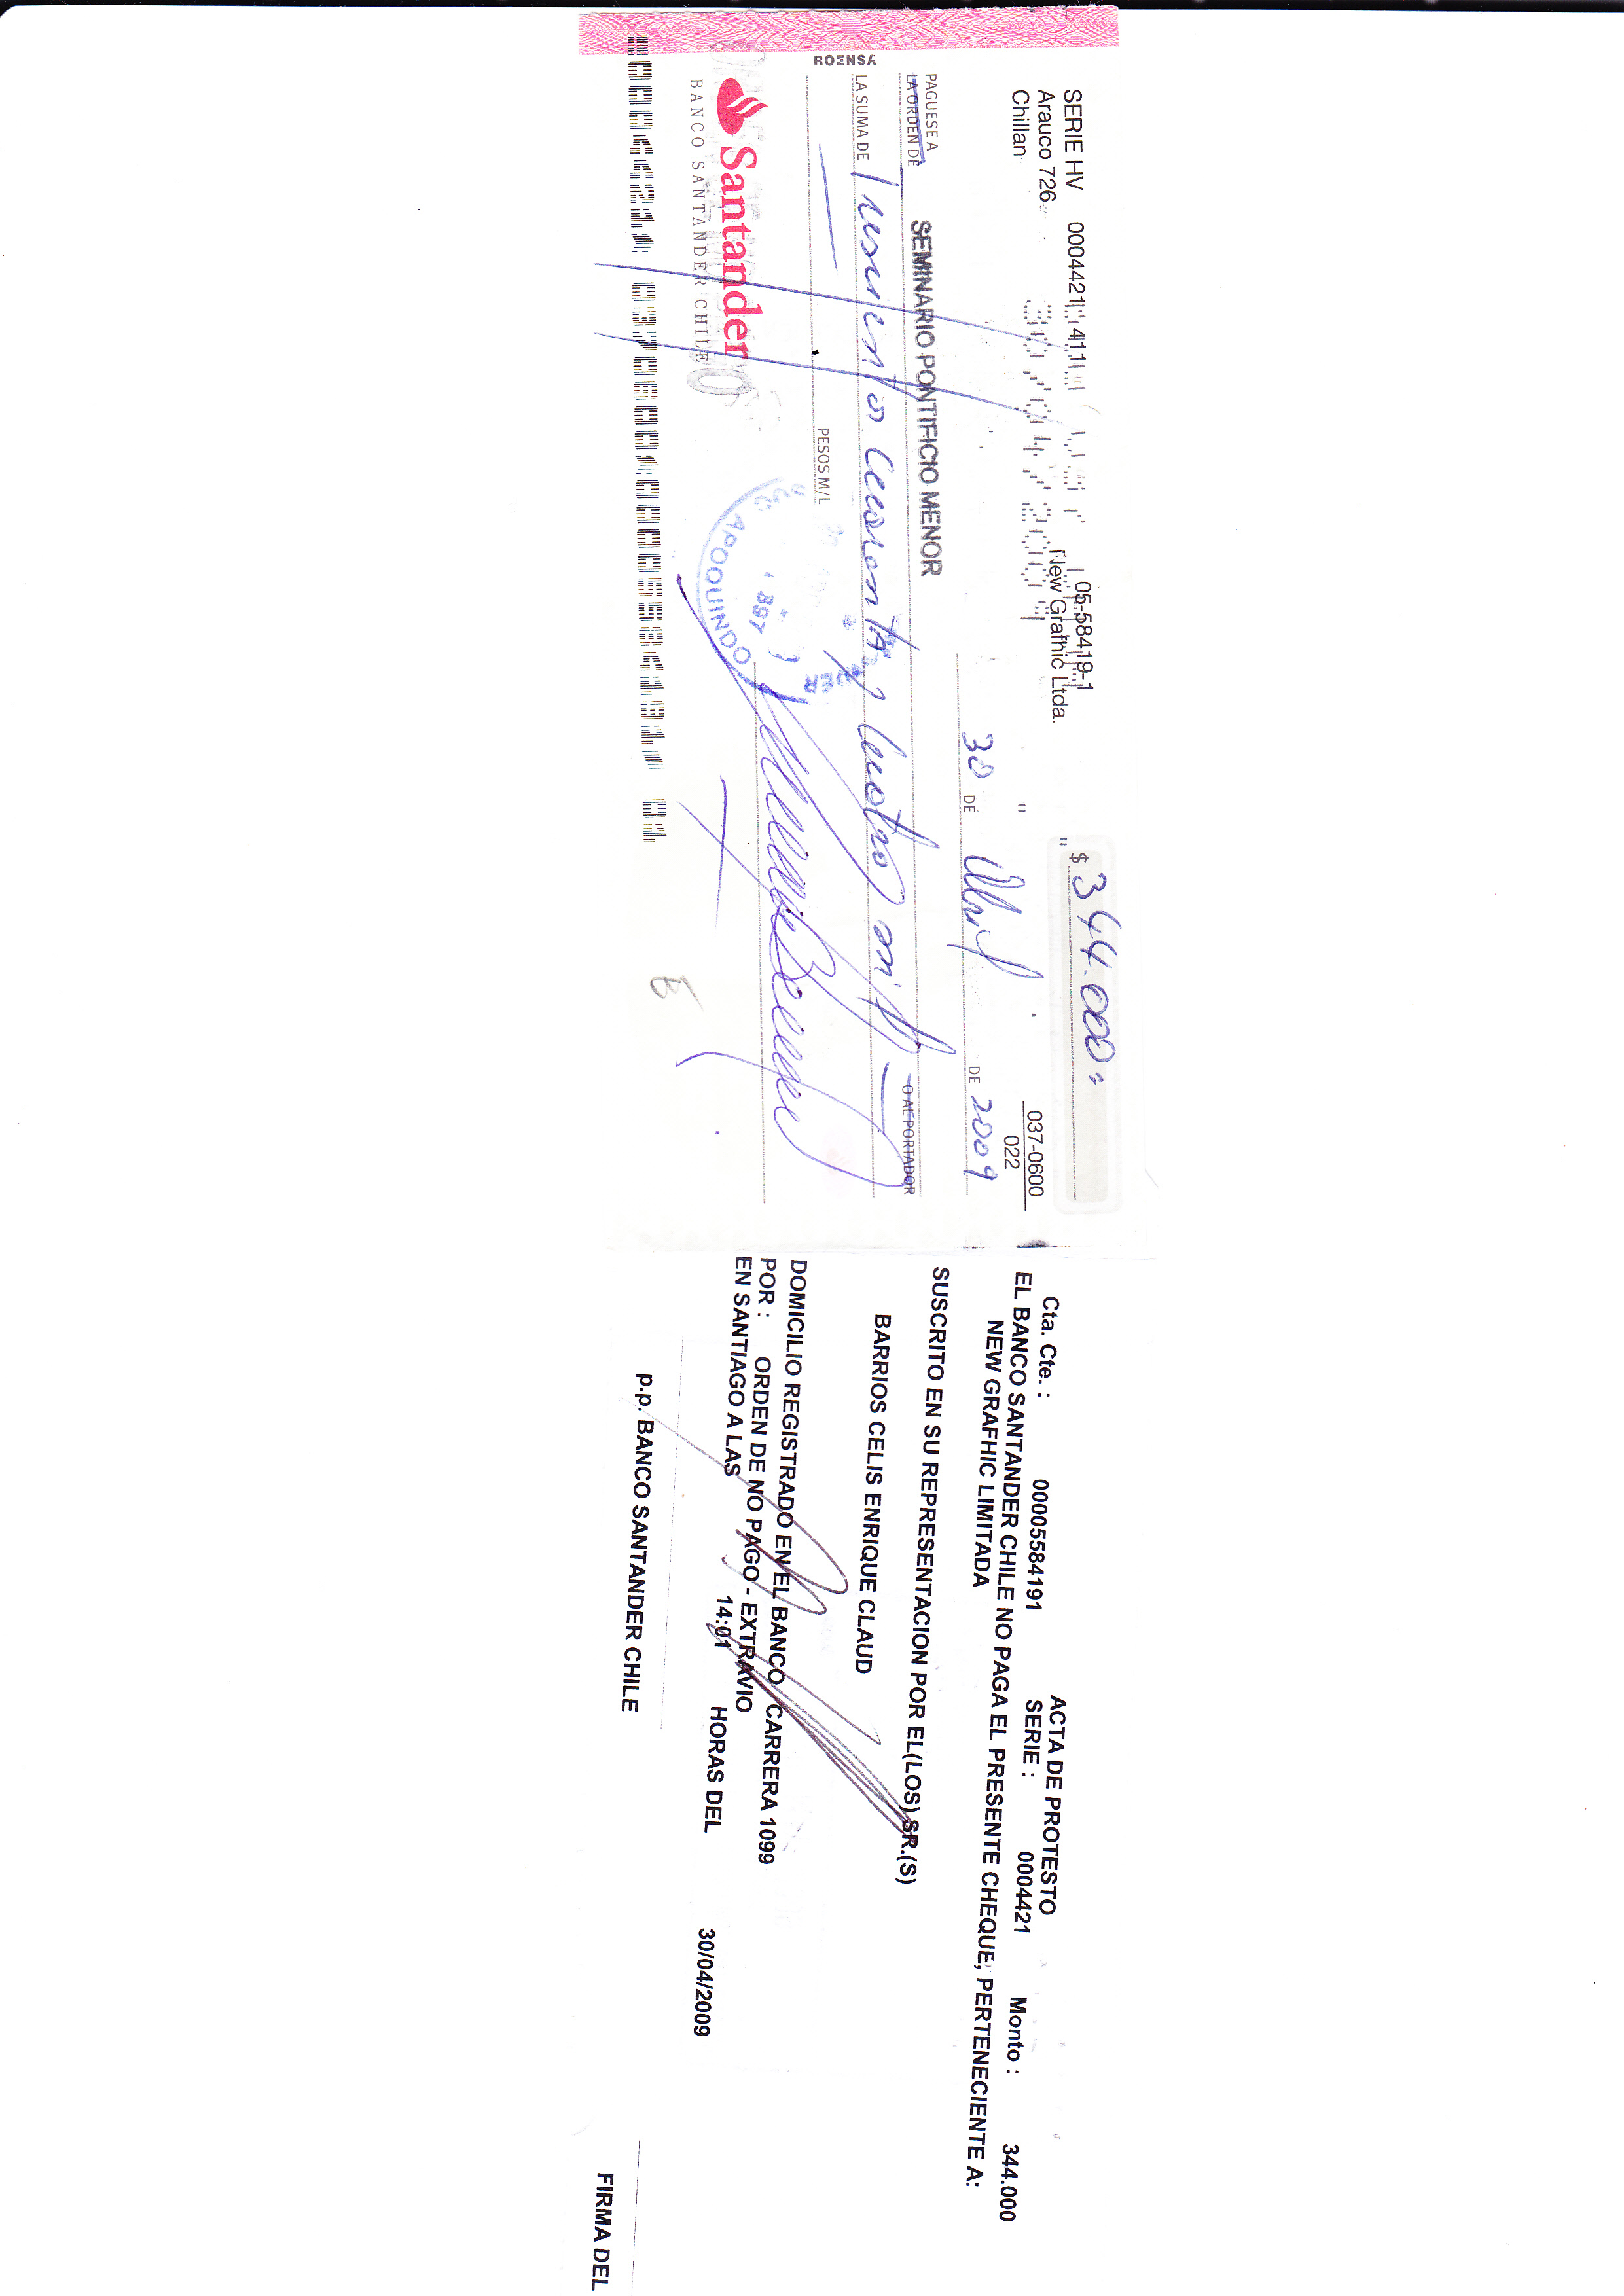 SERIE HV 0004421 411
05-58419-1
$ 344.000.=
Arauco 726
New Grafhic Ltda.
Chillan
037-0600
022
30 DE Abril DE 2009
PAGUESE A
LA ORDEN DE
SEMINARIO PONTIFICIO MENOR
O AL PORTADOR
LA SUMA DE Trescientos cuarenta y cuatro mil
PESOS M/L
ROENSA
Santander
BANCO SANTANDER CHILE
APOQUINDO
ACTA DE PROTESTO
Cta. Cte. : 00005584191 SERIE : 0004421 Monto : 344.000
EL BANCO SANTANDER CHILE NO PAGA EL PRESENTE CHEQUE, PERTENECIENTE A:
NEW GRAFHIC LIMITADA
SUSCRITO EN SU REPRESENTACION POR EL(LOS) SR.(S)
BARRIOS CELIS ENRIQUE CLAUD
DOMICILIO REGISTRADO EN EL BANCO CARRERA 1099
POR : ORDEN DE NO PAGO - EXTRAVIO
EN SANTIAGO A LAS 14:01 HORAS DEL 30/04/2009
p.p. BANCO SANTANDER CHILE
FIRMA DEL